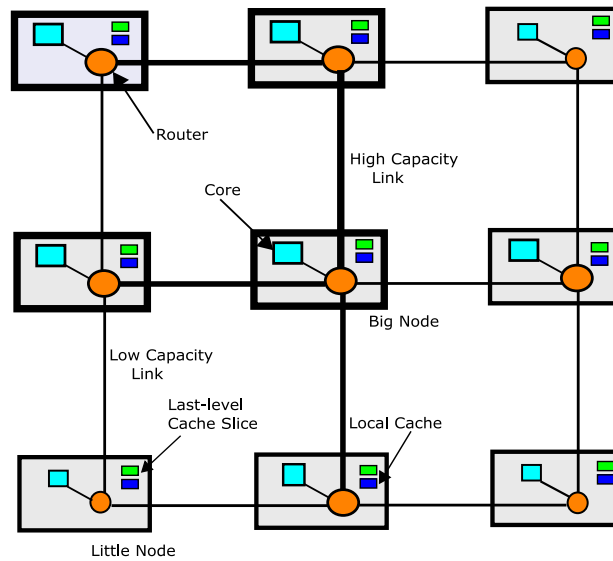 Router
High Capacity
Link
Core
Big Node
Low Capacity
Link
Last-level
Cache Slice
Local Cache
Little Node